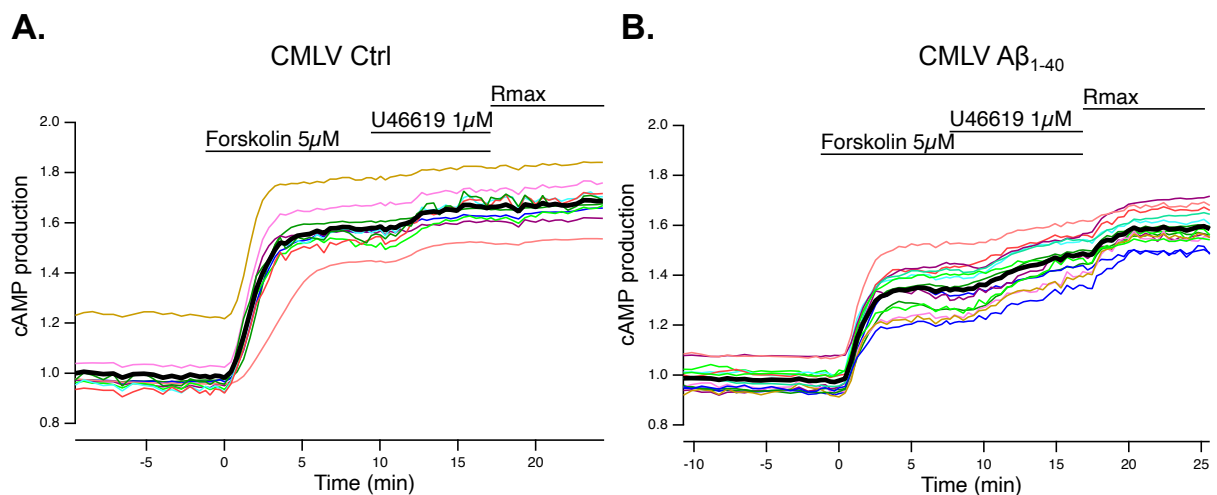 A.
CMLV Ctrl
Rmax
U46619 1µM
Forskolin 5µM
2.0
1.8
1.6
1.4
1.2
1.0
0.8
cAMP production
-5
0
5
10
15
20
Time (min)
B.
CMLV Aβ1-40
Rmax
U46619 1µM
Forskolin 5µM
2.0
1.8
1.6
1.4
1.2
1.0
0.8
cAMP production
-10
-5
0
5
10
15
20
25
Time (min)